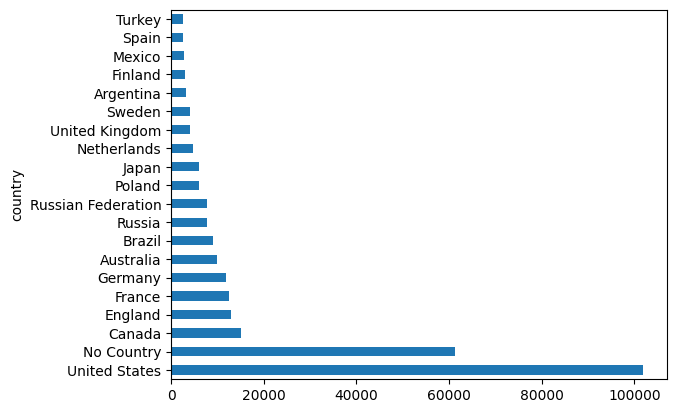 Turkey
Spain
Mexico
Finland
Argentina
Sweden
United Kingdom
Netherlands
Japan
Poland
Russian Federation
Russia
Brazil
Australia
Germany
France
England
Canada
No Country
United States
country
0 20000 40000 60000 80000 100000